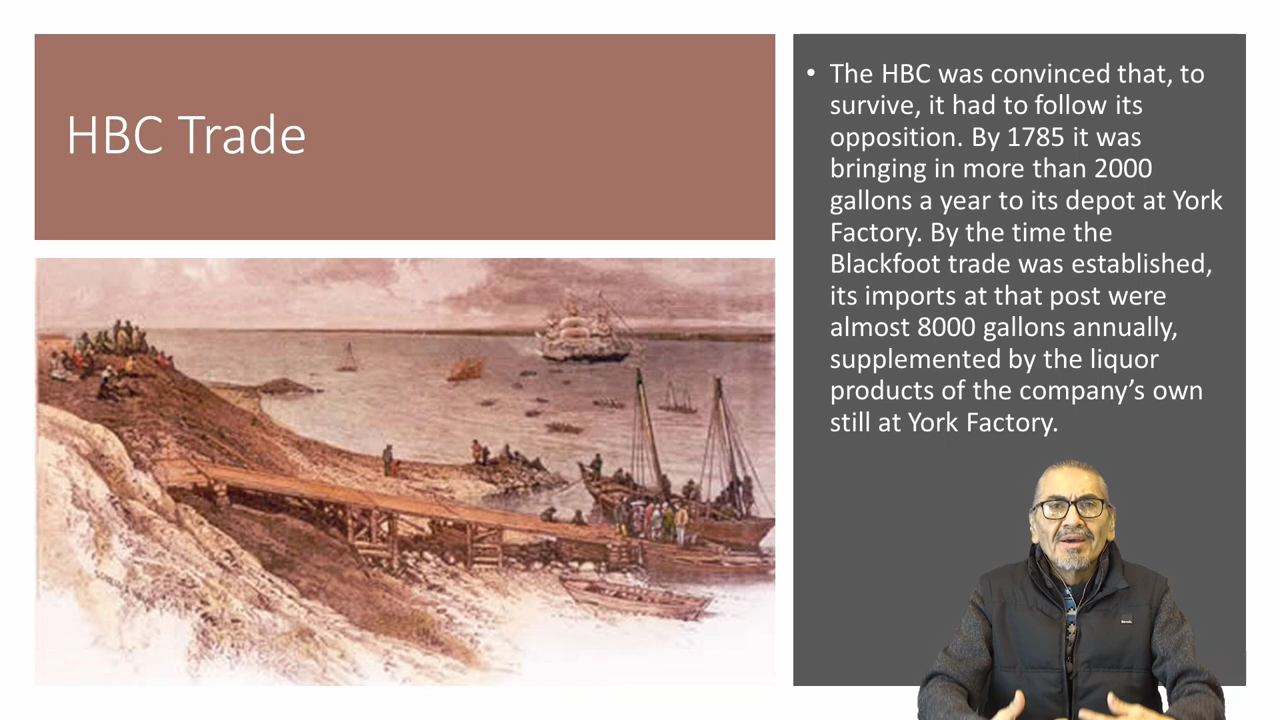 HBC Trade
• The HBC was convinced that, to
survive, it had to follow its
opposition. By 1785 it was
bringing in more than 2000
gallons a year to its depot at York
Factory. By the time the
Blackfoot trade was established,
its imports at that post were
almost 8000 gallons annually,
supplemented by the liquor
products of the company’s own
still at York Factory.
Bench